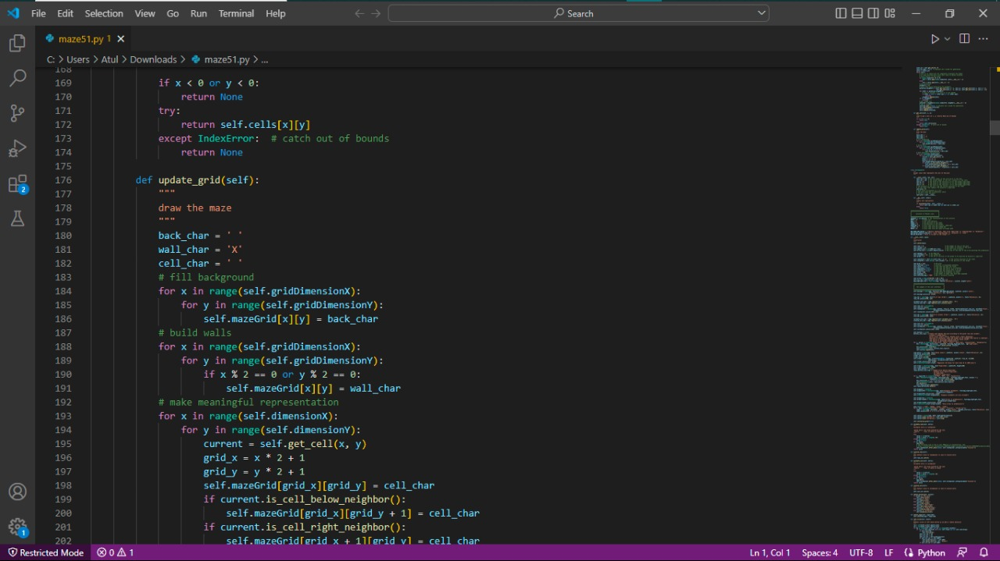 File Edit Selection View Go Run Terminal Help Search
maze51.py 1
C: > Users > Atul > Downloads > maze51.py > ...
168
169 if x < 0 or y < 0:
170 return None
171 try:
172 return self.cells[x][y]
173 except IndexError: # catch out of bounds
174 return None
175
176 def update_grid(self):
177 """
178 draw the maze
179 """
180 back_char = ' '
181 wall_char = 'X'
182 cell_char = ' '
183 # fill background
184 for x in range(self.gridDimensionX):
185 for y in range(self.gridDimensionY):
186 self.mazeGrid[x][y] = back_char
187 # build walls
188 for x in range(self.gridDimensionX):
189 for y in range(self.gridDimensionY):
190 if x % 2 == 0 or y % 2 == 0:
191 self.mazeGrid[x][y] = wall_char
192 # make meaningful representation
193 for x in range(self.dimensionX):
194 for y in range(self.dimensionY):
195 current = self.get_cell(x, y)
196 grid_x = x * 2 + 1
197 grid_y = y * 2 + 1
198 self.mazeGrid[grid_x][grid_y] = cell_char
199 if current.is_cell_below_neighbor():
200 self.mazeGrid[grid_x][grid_y + 1] = cell_char
201 if current.is_cell_right_neighbor():
202 self.mazeGrid[grid_x + 1][grid_y] = cell_char
2
1
Restricted Mode 0 1 Ln 1, Col 1 Spaces: 4 UTF-8 LF Python